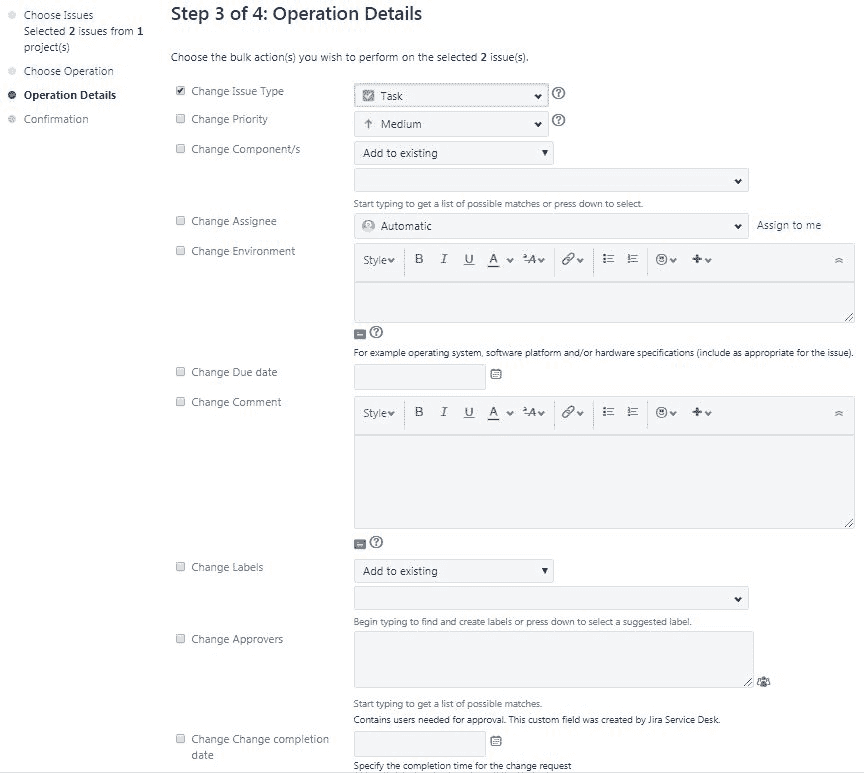 Choose Issues
Selected 2 issues from 1
project(s)
Choose Operation
Operation Details
Confirmation
Step 3 of 4: Operation Details
Choose the bulk action(s) you wish to perform on the selected 2 issue(s).
Change Issue Type
Task
Change Priority
Medium
Change Component/s
Add to existing
Start typing to get a list of possible matches or press down to select.
Change Assignee
Automatic
Assign to me
Change Environment
Style B I U A ᵃA
For example operating system, software platform and/or hardware specifications (include as appropriate for the issue).
Change Due date
Change Comment
Style B I U A ᵃA
Change Labels
Add to existing
Begin typing to find and create labels or press down to select a suggested label.
Change Approvers
Start typing to get a list of possible matches.
Contains users needed for approval. This custom field was created by Jira Service Desk.
Change Change completion
date
Specify the completion time for the change request